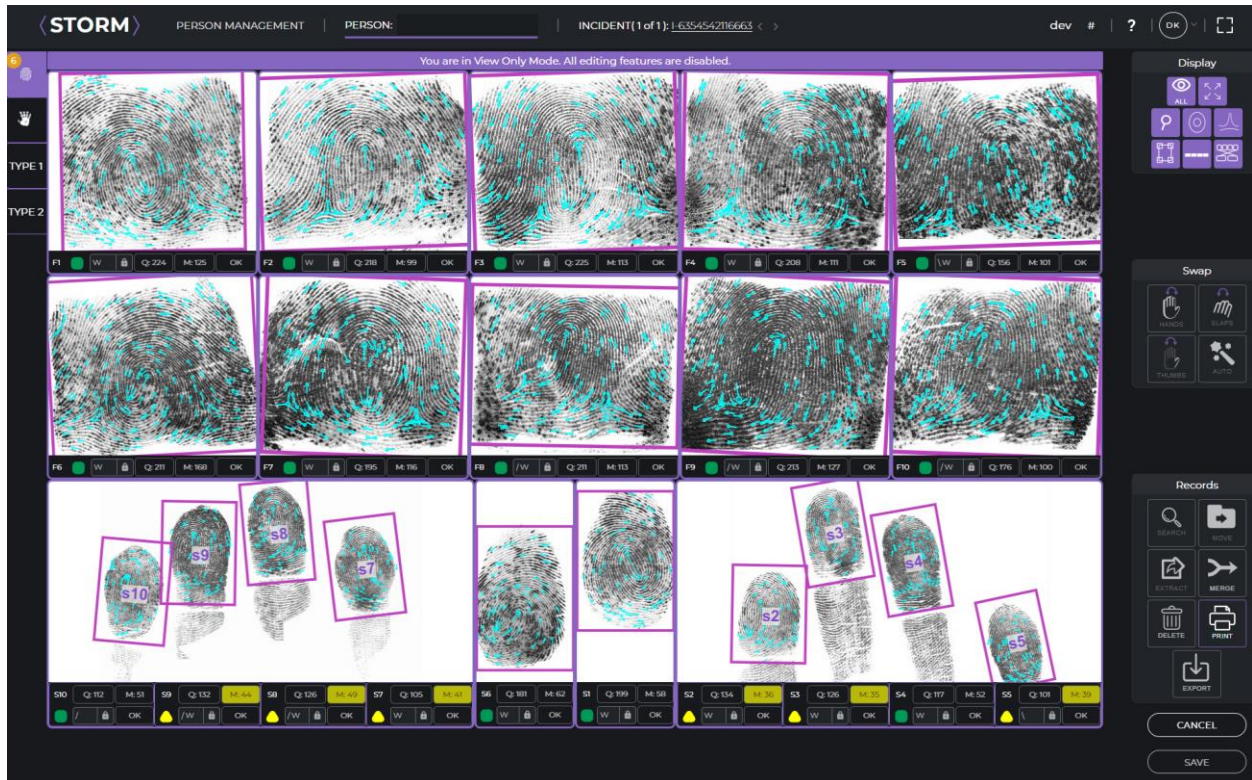 ⟨STORM⟩ PERSON MANAGEMENT | PERSON: | INCIDENT( 1 of 1 ): I-6354542116663 < > dev # | ? | DK
6
You are in View Only Mode. All editing features are disabled.
TYPE 1
TYPE 2
F1 W Q: 224 M: 125 OK F2 W Q: 218 M: 99 OK F3 W Q: 225 M: 113 OK F4 W Q: 208 M: 111 OK F5 \W Q: 156 M: 101 OK
F6 W Q: 211 M: 168 OK F7 W Q: 195 M: 116 OK F8 /W Q: 211 M: 113 OK F9 /W Q: 213 M: 127 OK F10 /W Q: 176 M: 100 OK
s10 s9 s8 s7 s2 s3 s4 s5
S10 Q: 112 M: 51 S9 Q: 132 M: 44 S8 Q: 126 M: 49 S7 Q: 105 M: 41 S6 Q: 181 M: 62 S1 Q: 199 M: 58 S2 Q: 134 M: 36 S3 Q: 126 M: 35 S4 Q: 117 M: 52 S5 Q: 101 M: 39
/ OK /W OK /W OK W OK W OK W OK W OK W OK W OK \ OK
Display
ALL
Swap
HANDS SLAPS
THUMBS AUTO
Records
SEARCH MOVE
EXTRACT MERGE
DELETE PRINT
EXPORT
CANCEL
SAVE